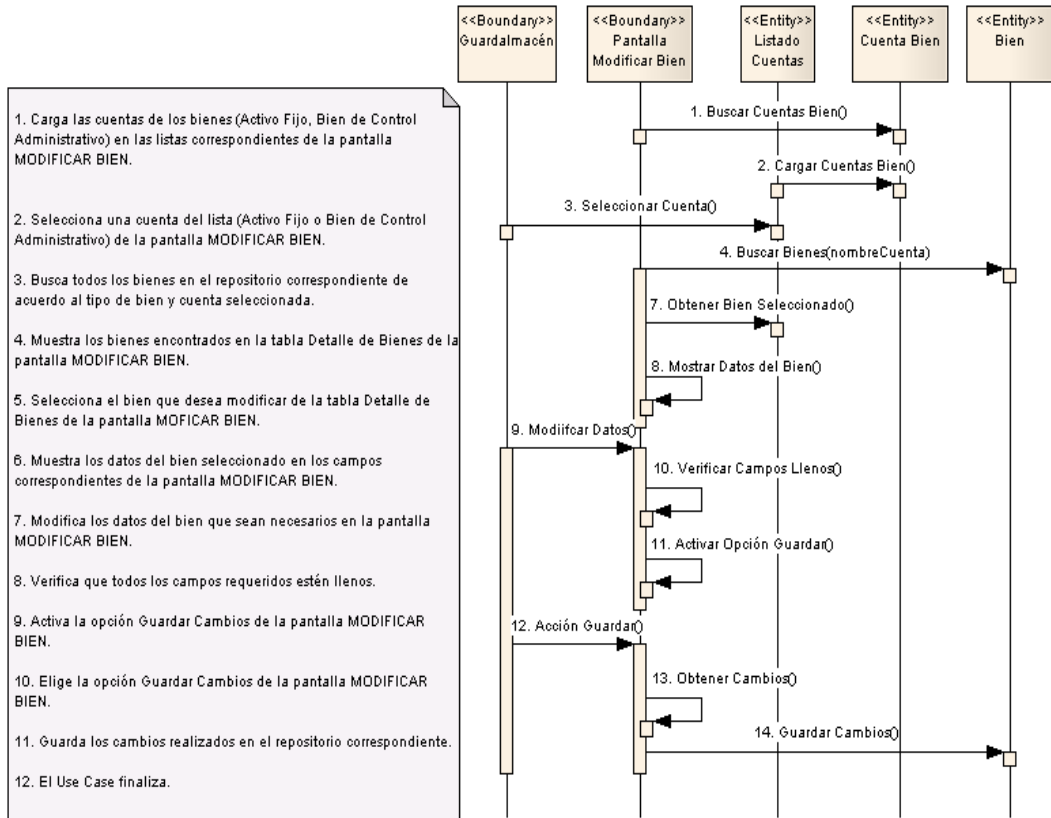 <<Boundary>>
Guardalmacén
<<Boundary>>
Pantalla
Modificar Bien
<<Entity>>
Listado
Cuentas
<<Entity>>
Cuenta Bien
<<Entity>>
Bien
1. Carga las cuentas de los bienes (Activo Fijo, Bien de Control
Administrativo) en las listas correspondientes de la pantalla
MODIFICAR BIEN.
2. Selecciona una cuenta del lista (Activo Fijo o Bien de Control
Administrativo) de la pantalla MODIFICAR BIEN.
3. Busca todos los bienes en el repositorio correspondiente de
acuerdo al tipo de bien y cuenta seleccionada.
4. Muestra los bienes encontrados en la tabla Detalle de Bienes de la
pantalla MODIFICAR BIEN.
5. Selecciona el bien que desea modificar de la tabla Detalle de
Bienes de la pantalla MOFICAR BIEN.
6. Muestra los datos del bien seleccionado en los campos
correspondientes de la pantalla MODIFICAR BIEN.
7. Modifica los datos del bien que sean necesarios en la pantalla
MODIFICAR BIEN.
8. Verifica que todos los campos requeridos estén llenos.
9. Activa la opción Guardar Cambios de la pantalla MODIFICAR
BIEN.
10. Elige la opción Guardar Cambios de la pantalla MODIFICAR
BIEN.
11. Guarda los cambios realizados en el repositorio correspondiente.
12. El Use Case finaliza.
1. Buscar Cuentas Bien()
2. Cargar Cuentas Bien()
3. Seleccionar Cuenta()
4. Buscar Bienes(nombreCuenta)
7. Obtener Bien Seleccionado()
8. Mostrar Datos del Bien()
9. Modiifcar Datos()
10. Verificar Campos Llenos()
11. Activar Opción Guardar()
12. Acción Guardar()
13. Obtener Cambios()
14. Guardar Cambios()